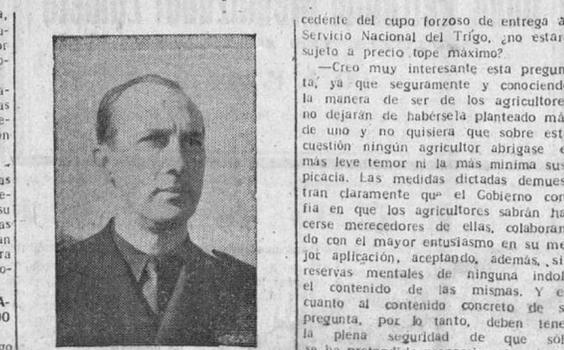 cedente del cupo forzoso de entrega a
Servicio Nacional del Trigo, ¿no estar
sujeto a precio tope máximo?
—Creo muy interesante esta pregun
ta, ya que seguramente y conociendo
la manera de ser de los agricultore
no dejarán de habérsela planteado má
de uno y no quisiera que sobre est
cuestión ningún agricultor abrigase e
más leve temor ni la más mínima sus
picacia. Las medidas dictadas demues
tran claramente que el Gobierno con
fía en que los agricultores sabrán ha
cerse merecedores de ellas, colaboran
do con el mayor entusiasmo en su me
jor aplicación, aceptando, además, si
reservas mentales de ninguna índol
el contenido de las mismas. Y e
cuanto al contenido concreto de s
pregunta, por lo tanto, deben tene
la plena seguridad de que sól